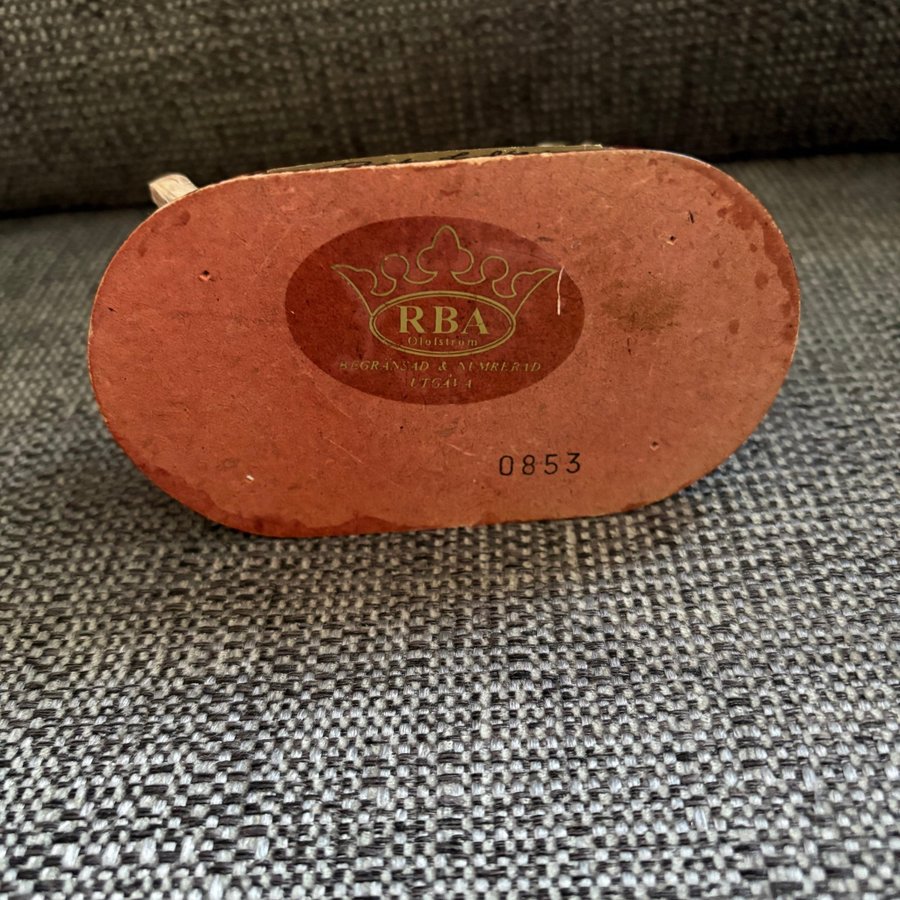 RBA
Olofström
BEGRÄNSAD & NUMRERAD
UTGÅVA
0853